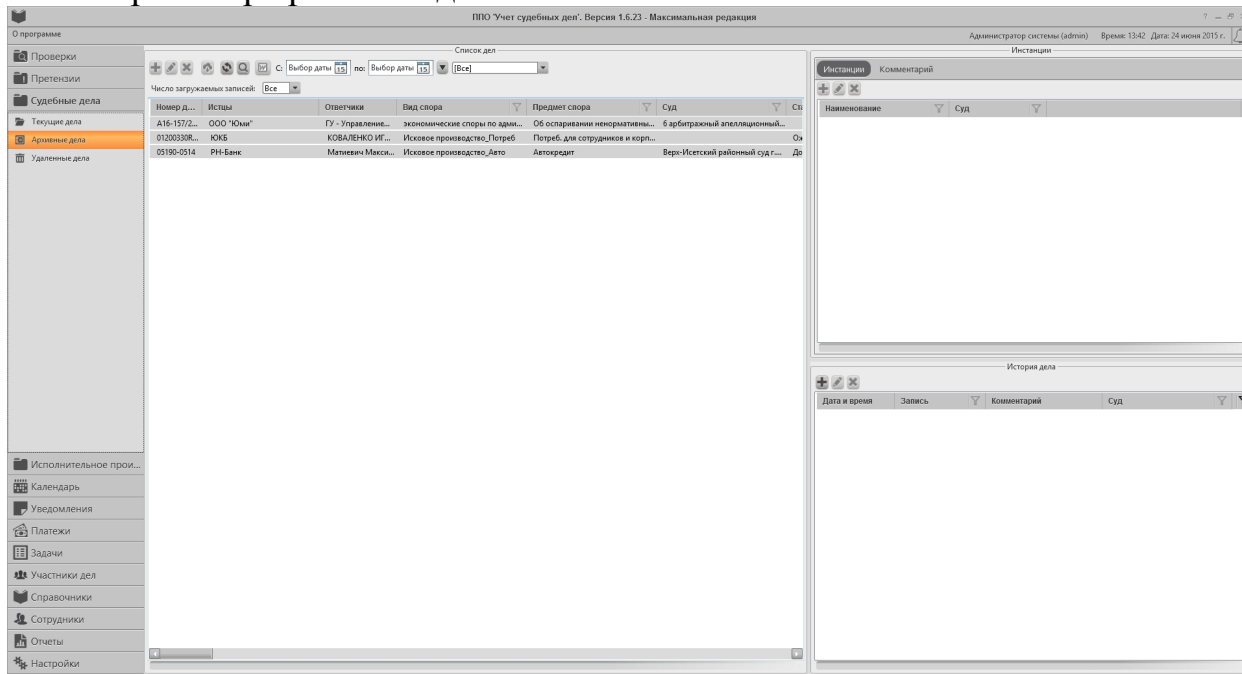 ППО 'Учет судебных дел'. Версия 1.6.23 - Максимальная редакция
?
О программе
Администратор системы (admin) Время: 13:42 Дата: 24 июня 2015 г.
Проверки
Претензии
Судебные дела
Текущие дела
Архивные дела
Удаленные дела
Исполнительное прои...
Календарь
Уведомления
Платежи
Задачи
Участники дел
Справочники
Сотрудники
Отчеты
Настройки
Список дел
С: Выбор даты 15 по: Выбор даты 15 [Все]
Число загружаемых записей: Все
Номер д... Истцы Ответчики Вид спора Предмет спора Суд Ста
А16-157/2... ООО "Юми" ГУ - Управление... экономические споры по адми... Об оспаривании ненормативны... 6 арбитражный апелляционный...
01200330R... ЮКБ КОВАЛЕНКО ИГ... Исковое производство_Потреб Потреб. для сотрудников и корп... Ож
05190-0514 РН-Банк Матиевич Макси... Исковое производство_Авто Автокредит Верх-Исетский районный суд г.... До
Инстанции
Инстанции Комментарий
Наименование Суд
История дела
Дата и время Запись Комментарий Суд